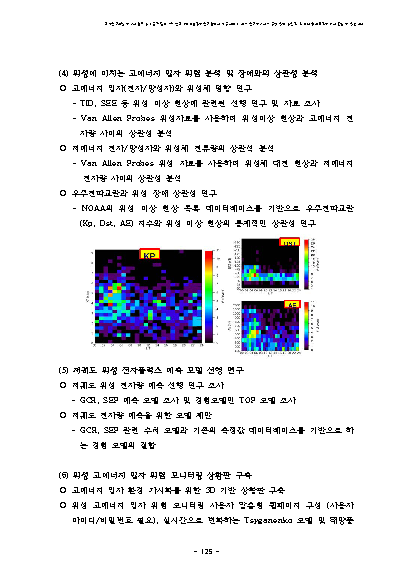 (4) 위성에 미치는 고에너지 입자 위험 분석 및 장애와의 상관성 분석
O 고에너지 입자(전자/양성자)와 위성체 영향 연구
- TID, SEE 등 위성 이상 현상에 관련된 선행 연구 및 자료 조사
- Van Allen Probes 위성자료를 사용하여 위성이상 현상과 고에너지 전
자량 사이의 상관성 분석
O 저에너지 전자/양성자와 위성체 전류량의 상관성 분석
- Van Allen Probes 위성 자료를 사용하여 위성체 대전 현상과 저에너지
전자량 사이의 상관성 분석
O 우주전파교란과 위성 장애 상관성 연구
- NOAA의 위성 이상 현상 목록 데이터베이스를 기반으로 우주전파교란
(Kp, Dst, AE) 지수와 위성 이상 현상의 통계적인 상관성 연구
KP
DST
AE
(5) 저궤도 위성 전자플럭스 예측 모델 선행 연구
O 저궤도 위성 전자량 예측 선행 연구 조사
- GCR, SEP 예측 모델 조사 및 경험모델인 TOP 모델 조사
O 저궤도 전자량 예측을 위한 모델 제안
- GCR, SEP 관련 수치 모델과 기존의 측정값 데이터베이스를 기반으로 하
는 경험 모델의 결합
(6) 위성 고에너지 입자 위험 모니터링 상황판 구축
O 고에너지 입자 환경 가시화를 위한 3D 기반 상황판 구축
O 위성 고에너지 입자 위험 모니터링 사용자 맞춤형 웹페이지 구성 (사용자
아이디/비밀번호 필요), 실시간으로 변화하는 Tsyganenko 모델 및 태양풍
- 125 -